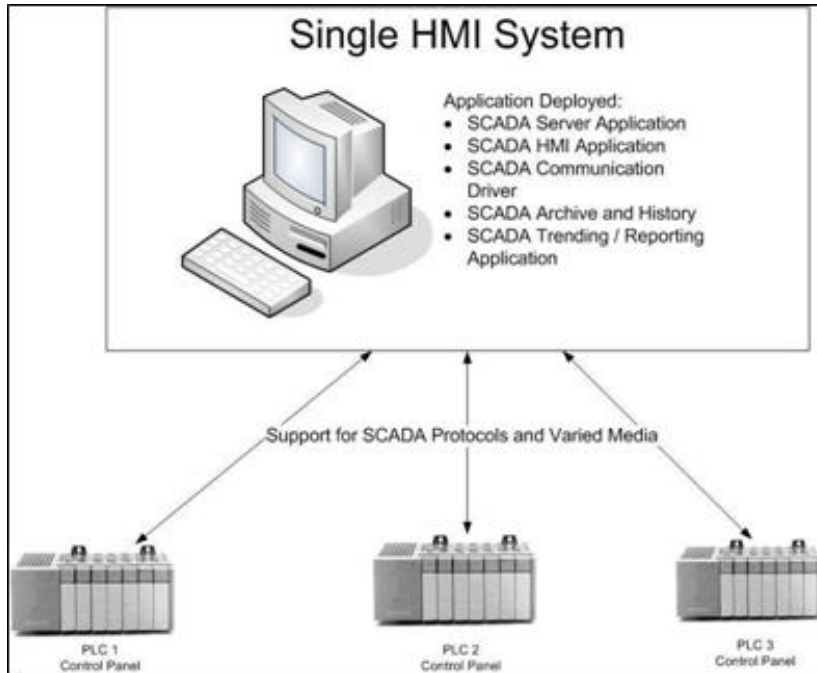 Single HMI System
Application Deployed:
• SCADA Server Application
• SCADA HMI Application
• SCADA Communication
Driver
• SCADA Archive and History
• SCADA Trending / Reporting
Application
Support for SCADA Protocols and Varied Media
PLC 1
Control Panel
PLC 2
Control Panel
PLC 3
Control Panel